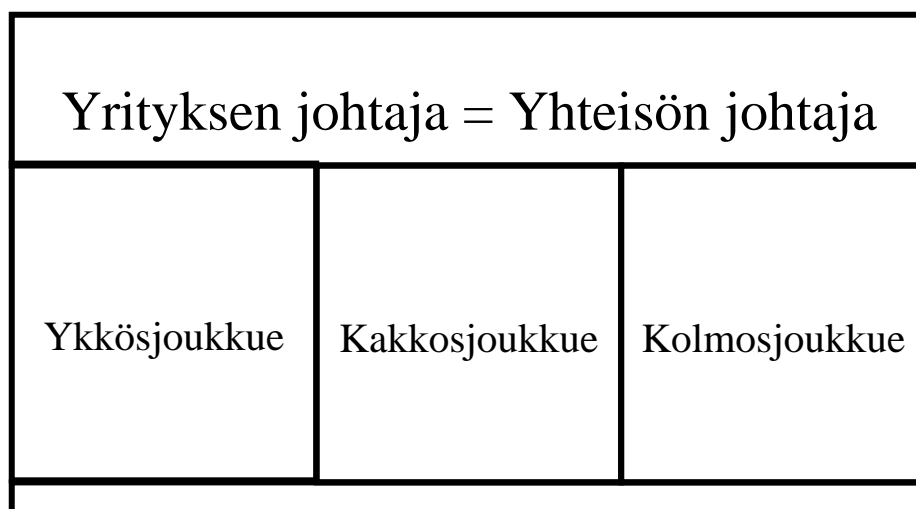 Yrityksen johtaja = Yhteisön johtaja
Ykkösjoukkue
Kakkosjoukkue
Kolmosjoukkue